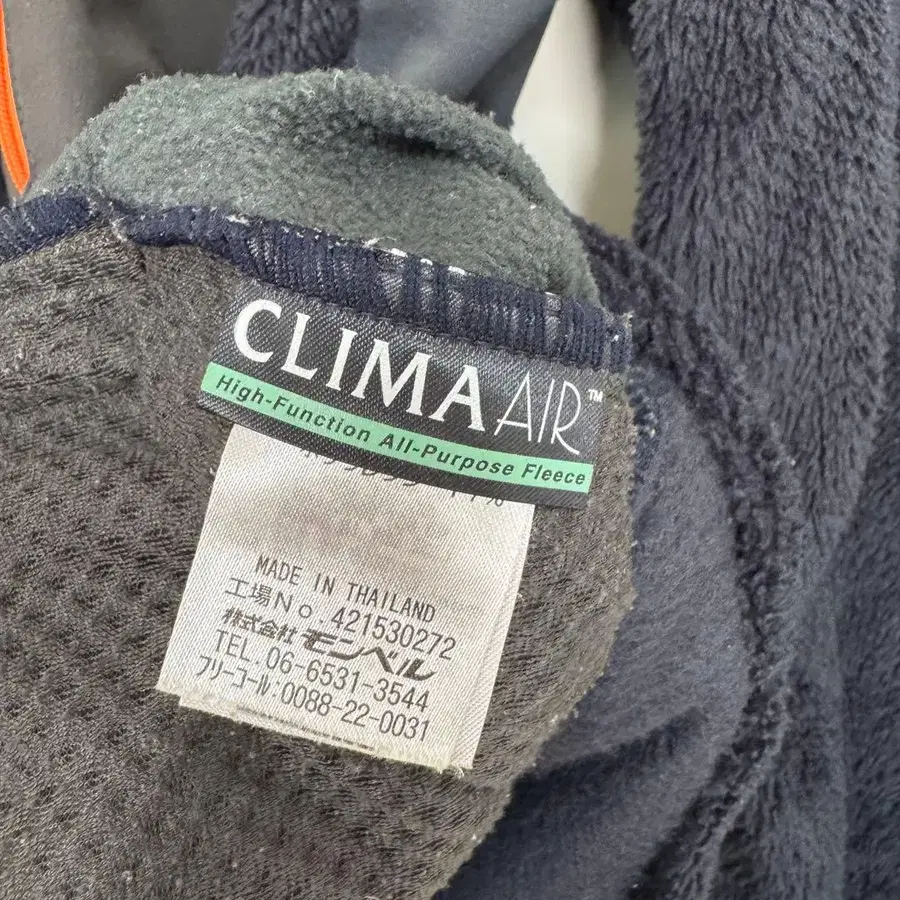 CLIMA AIR™
High-Function All-Purpose Fleece
MADE IN THAILAND
工場No.421530272
株式会社モンベル
TEL.06-6531-3544
フリーコール:0088-22-0031